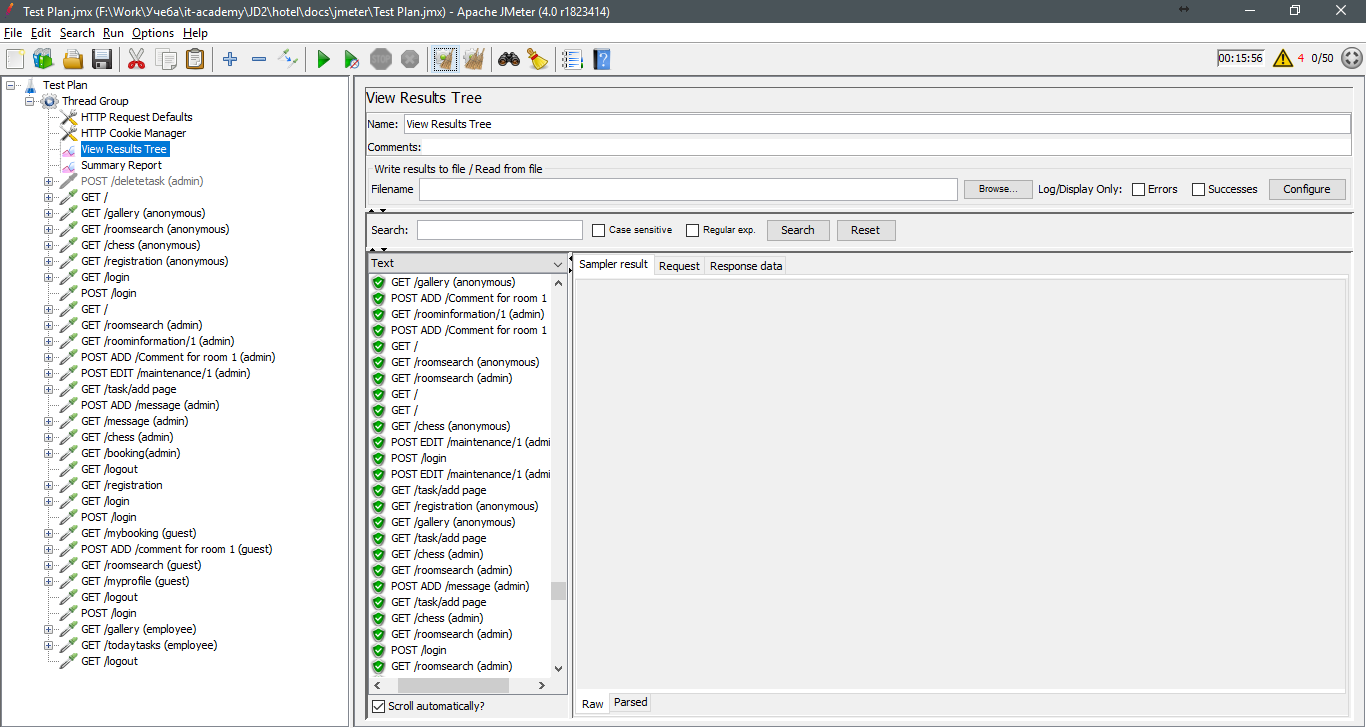 Test Plan.jmx (F:\Work\Учеба\it-academy\JD2\hotel\docs\jmeter\Test Plan.jmx) - Apache JMeter (4.0 r1823414)
File Edit Search Run Options Help
STOP
00:15:56 4 0/50
Test Plan
Thread Group
HTTP Request Defaults
HTTP Cookie Manager
View Results Tree
Summary Report
POST /deletetask (admin)
GET /
GET /gallery (anonymous)
GET /roomsearch (anonymous)
GET /chess (anonymous)
GET /registration (anonymous)
GET /login
POST /login
GET /
GET /roomsearch (admin)
GET /roominformation/1 (admin)
POST ADD /Comment for room 1 (admin)
POST EDIT /maintenance/1 (admin)
GET /task/add page
POST ADD /message (admin)
GET /message (admin)
GET /chess (admin)
GET /booking(admin)
GET /logout
GET /registration
GET /login
POST /login
GET /mybooking (guest)
POST ADD /comment for room 1 (guest)
GET /roomsearch (guest)
GET /myprofile (guest)
GET /logout
POST /login
GET /gallery (employee)
GET /todaytasks (employee)
GET /logout
View Results Tree
Name: View Results Tree
Comments:
Write results to file / Read from file
Filename Browse... Log/Display Only: Errors Successes Configure
Search: Case sensitive Regular exp. Search Reset
Text
GET /gallery (anonymous)
POST ADD /Comment for room 1
GET /roominformation/1 (admin)
POST ADD /Comment for room 1
GET /
GET /roomsearch (anonymous)
GET /roomsearch (admin)
GET /
GET /
GET /chess (anonymous)
POST EDIT /maintenance/1 (admi
POST /login
POST EDIT /maintenance/1 (admi
GET /task/add page
GET /registration (anonymous)
GET /gallery (anonymous)
GET /task/add page
GET /chess (admin)
GET /roomsearch (admin)
POST ADD /message (admin)
GET /task/add page
GET /chess (admin)
GET /roomsearch (admin)
POST /login
GET /roomsearch (admin)
Scroll automatically?
Sampler result Request Response data
Raw Parsed